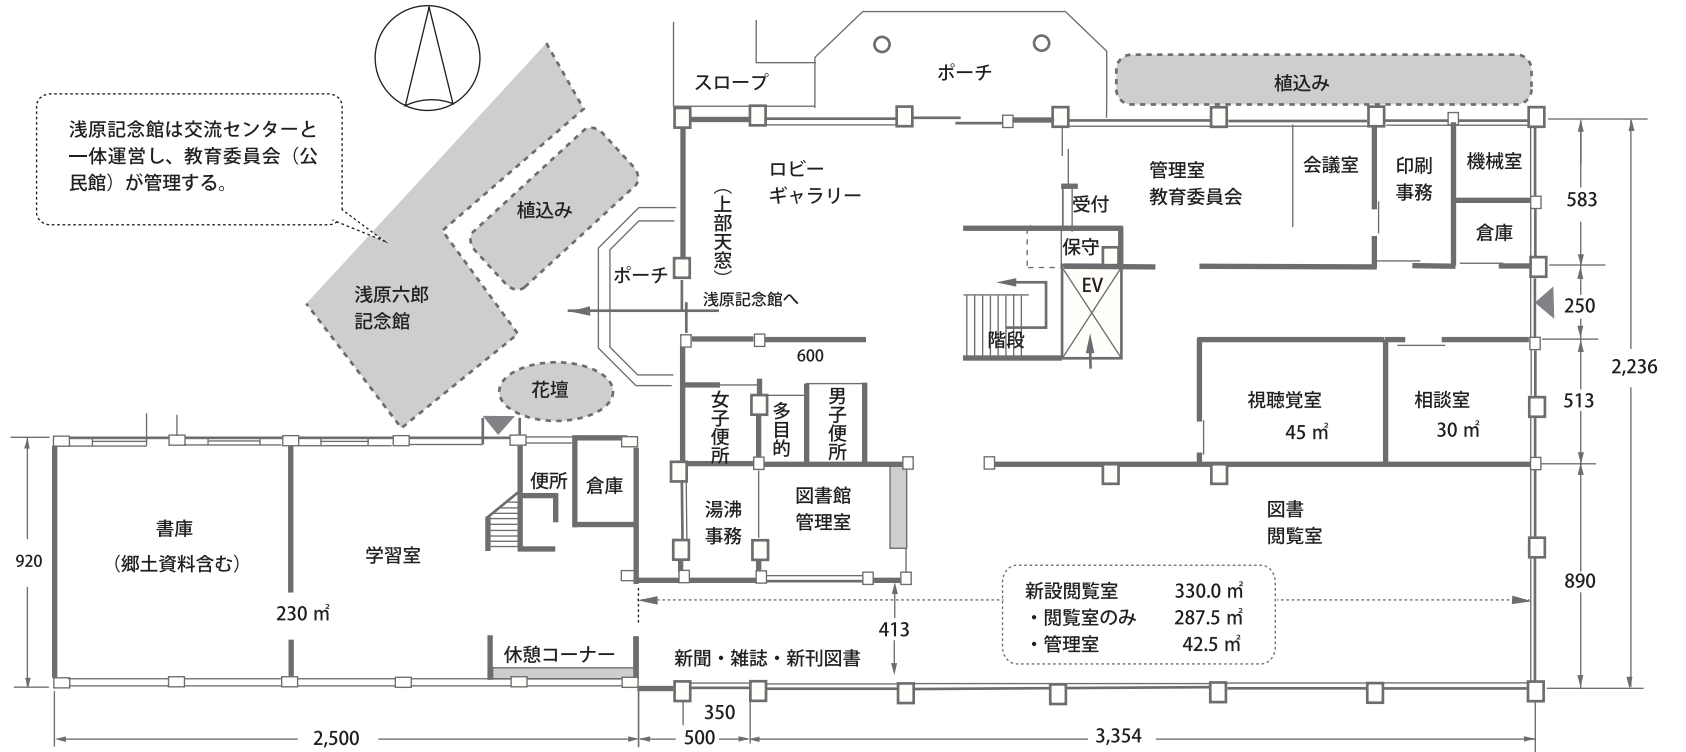 スロープ
ポーチ
植込み
浅原記念館は交流センターと
一体運営し、教育委員会（公
民館）が管理する。
植込み
ポーチ
浅原六郎
記念館
花壇
ロビー
ギャラリー
（上部天窓）
浅原記念館へ
管理室
教育委員会
会議室
印刷
事務
機械室
倉庫
受付
保守
EV
階段
583
250
513
2,236
890
600
女子便所
多目的
男子便所
視聴覚室
45 ㎡
相談室
30 ㎡
湯沸
事務
図書館
管理室
図書
閲覧室
便所
倉庫
書庫
（郷土資料含む）
学習室
230 ㎡
920
休憩コーナー
新聞・雑誌・新刊図書
413
新設閲覧室 330.0 ㎡
・閲覧室のみ 287.5 ㎡
・管理室 42.5 ㎡
350
2,500
500
3,354